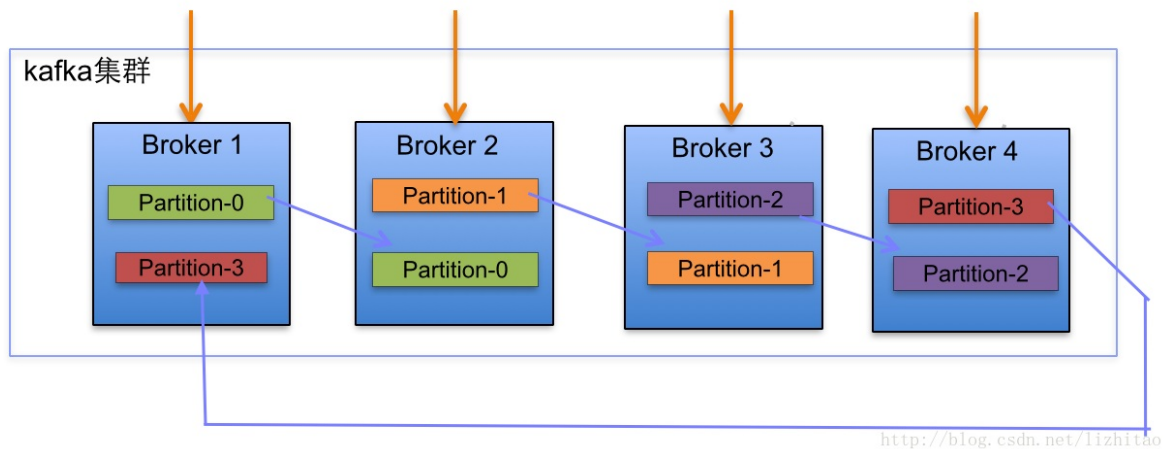 kafka集群
Broker 1
Partition-0
Partition-3
Broker 2
Partition-1
Partition-0
Broker 3
Partition-2
Partition-1
Broker 4
Partition-3
Partition-2
http://blog.csdn.net/lizhitao